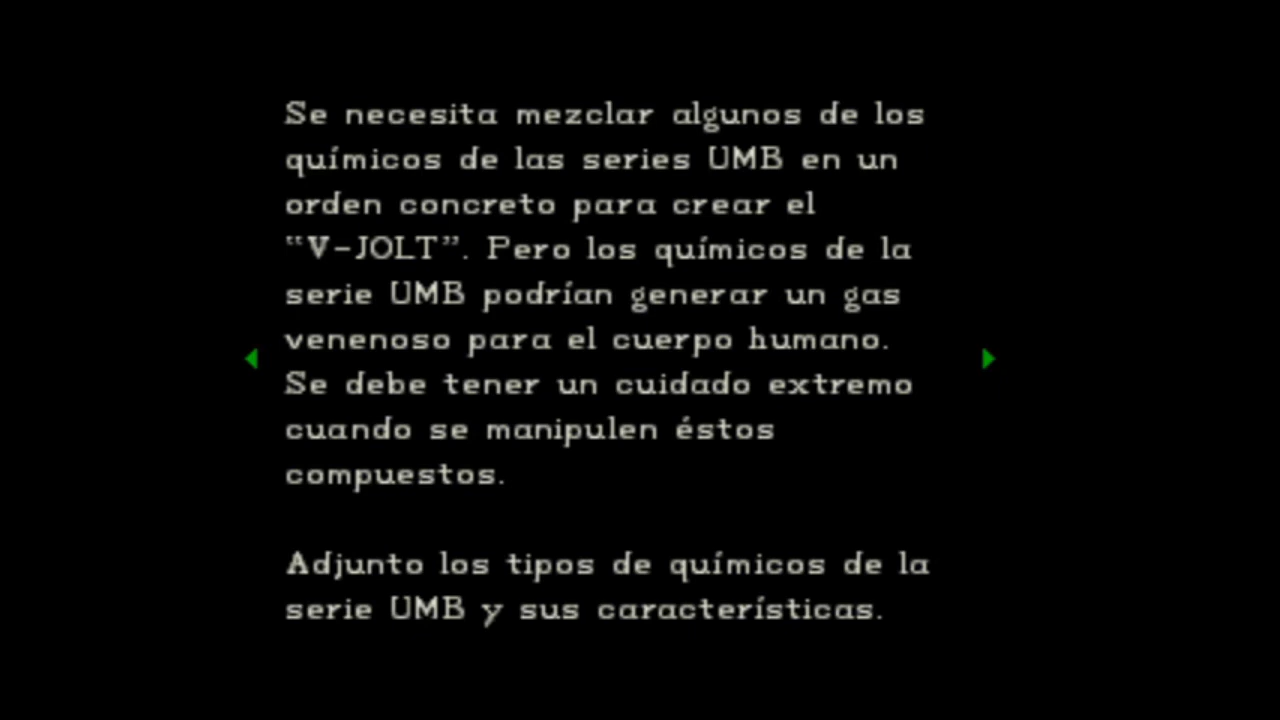 Se necesita mezclar algunos de los
químicos de las series UMB en un
orden concreto para crear el
“V-JOLT”. Pero los químicos de la
serie UMB podrían generar un gas
venenoso para el cuerpo humano.
Se debe tener un cuidado extremo
cuando se manipulen éstos
compuestos.
Adjunto los tipos de químicos de la
serie UMB y sus características.